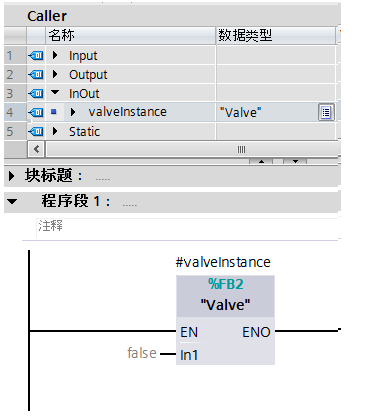 Caller
名称 数据类型
1 Input
2 Output
3 InOut
4 valveInstance "Valve"
5 Static
块标题： .....
程序段 1： .....
注释
#valveInstance
%FB2
"Valve"
EN ENO
false In1